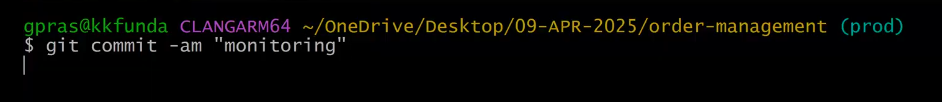 gpras@kkfunda CLANGARM64 ~/OneDrive/Desktop/09-APR-2025/order-management (prod)
$ git commit -am "monitoring"